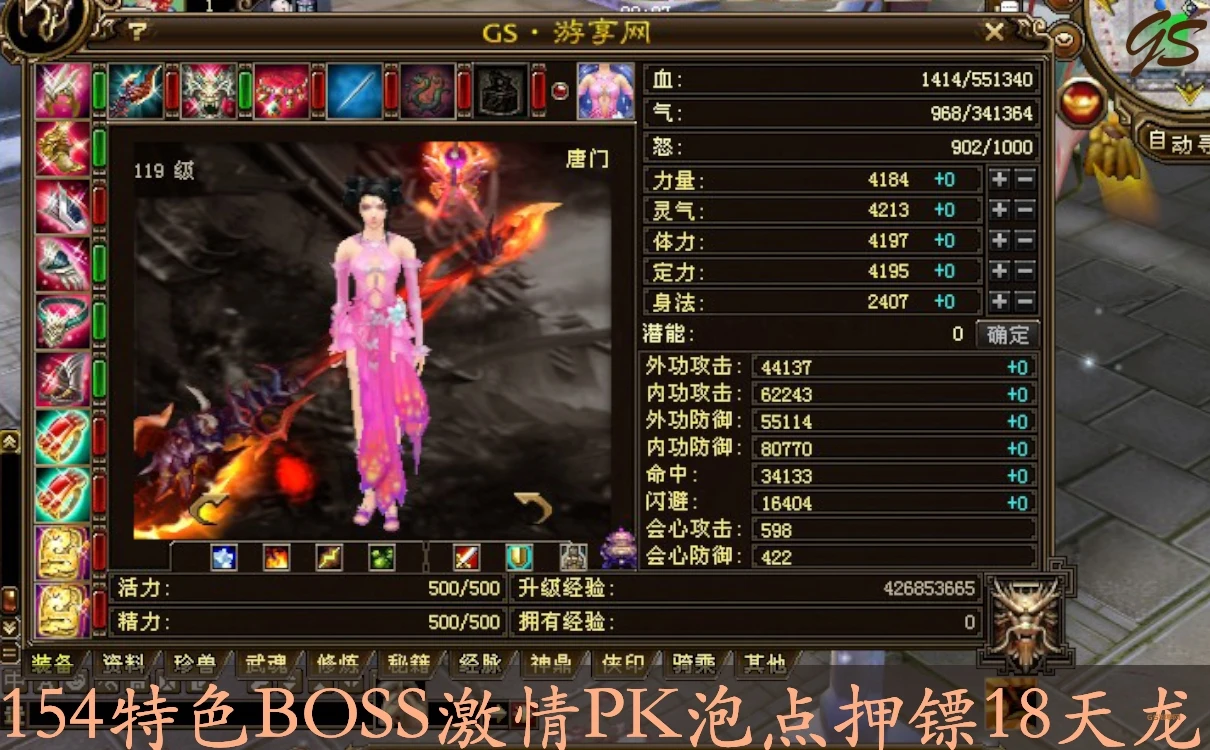 GS·游享网
GS
自动寻
119 级
唐门
血: 1414/551340
气: 968/341364
怒: 902/1000
力量: 4184 +0
灵气: 4213 +0
体力: 4197 +0
定力: 4195 +0
身法: 2407 +0
潜能: 0 确定
外功攻击: 44137 +0
内功攻击: 62243 +0
外功防御: 55114 +0
内功防御: 80770 +0
命中: 34133 +0
闪避: 16404 +0
会心攻击: 598
会心防御: 422
活力: 500/500 升级经验: 426853665
精力: 500/500 拥有经验: 0
装备 资料 珍兽 武魂 修炼 秘籍 经脉 神鼎 侠印 骑乘 其他
154特色BOSS激情PK泡点押镖18天龙